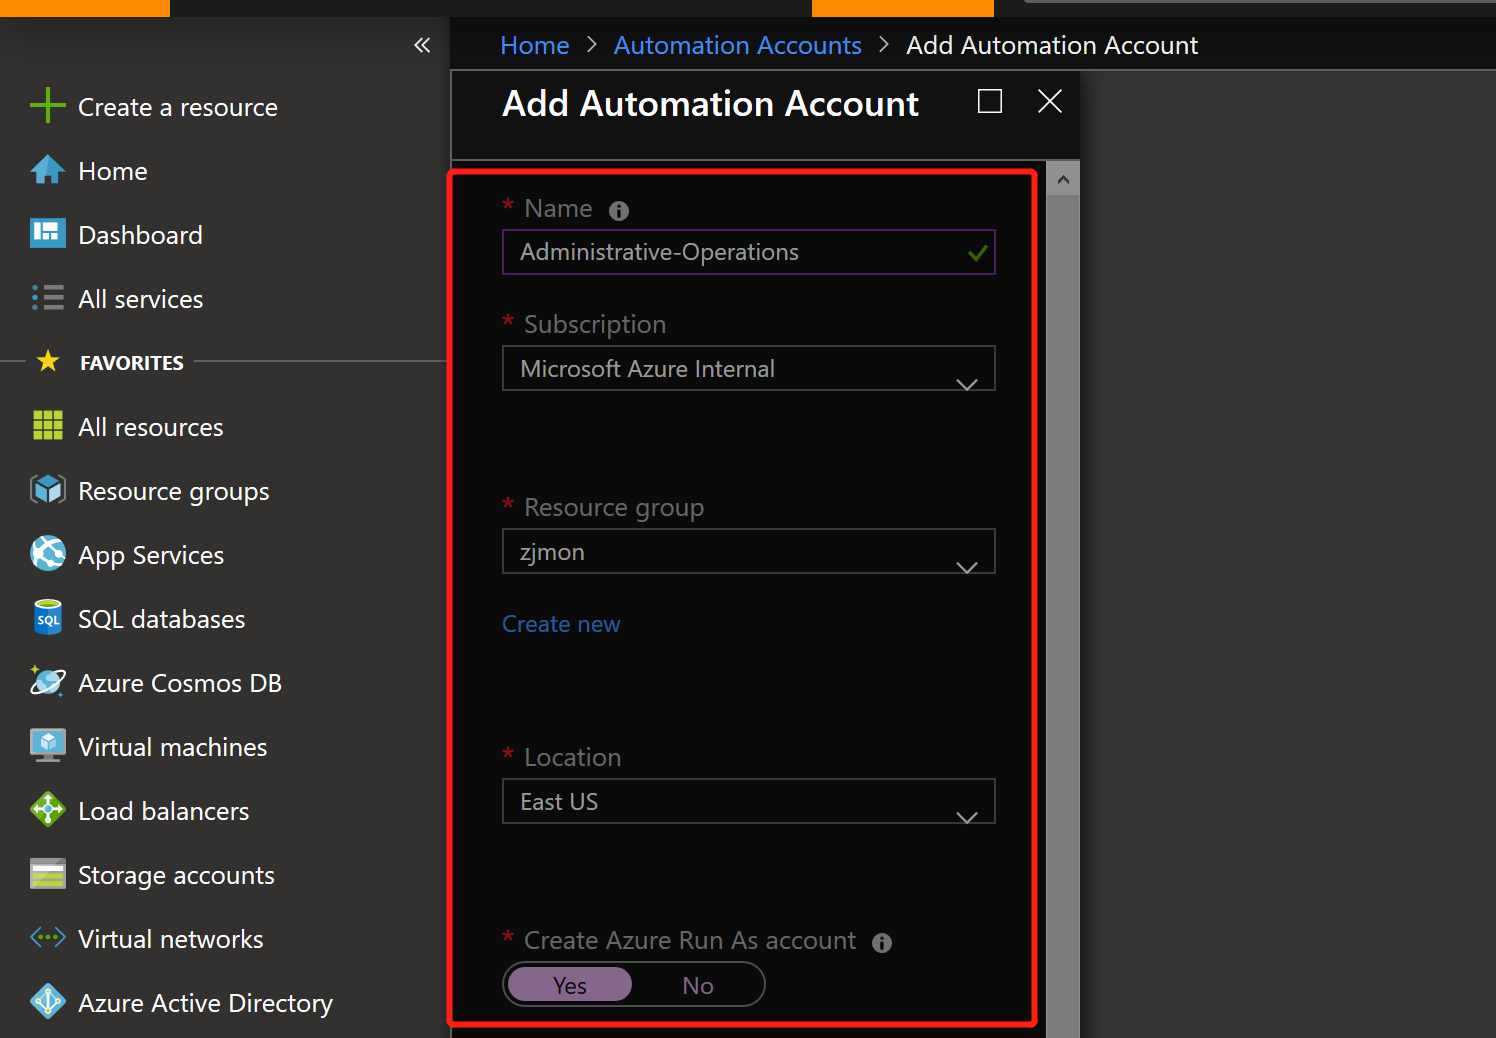 Home > Automation Accounts > Add Automation Account
Create a resource
Home
Dashboard
All services
FAVORITES
All resources
Resource groups
App Services
SQL
SQL databases
Azure Cosmos DB
Virtual machines
Load balancers
Storage accounts
Virtual networks
Azure Active Directory
Add Automation Account
* Name
Administrative-Operations
* Subscription
Microsoft Azure Internal
* Resource group
zjmon
Create new
* Location
East US
* Create Azure Run As account
Yes No